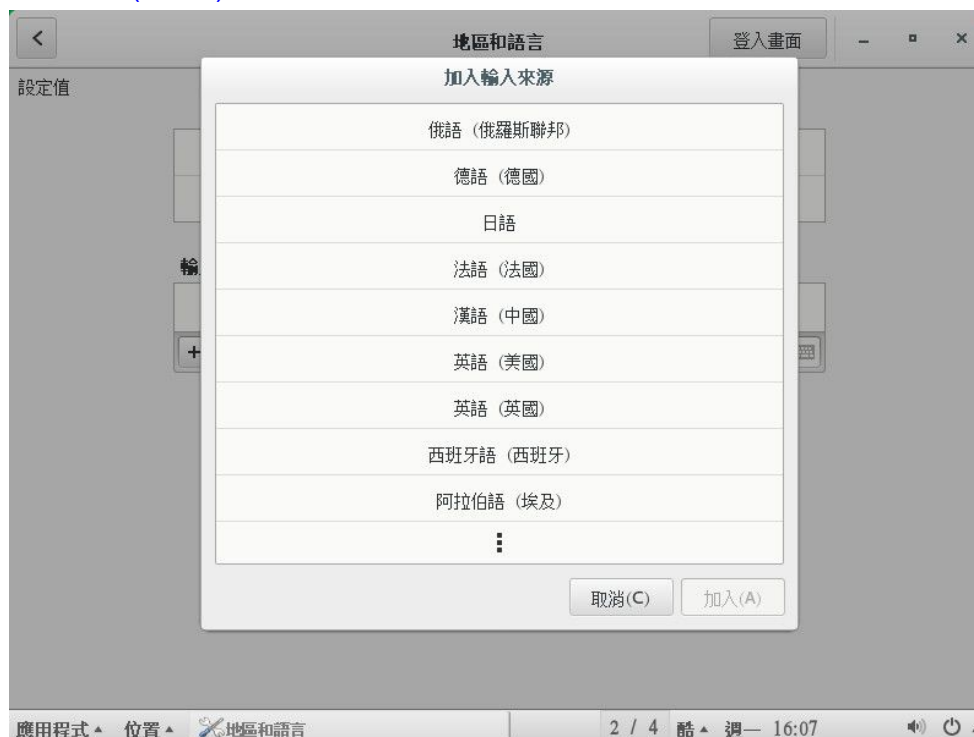 地區和語言
登入畫面
設定值
加入輸入來源
俄語 (俄羅斯聯邦)
德語 (德國)
日語
法語 (法國)
漢語 (中國)
英語 (美國)
英語 (英國)
西班牙語 (西班牙)
阿拉伯語 (埃及)
輸
+
取消(C)
加入(A)
應用程式 位置 地區和語言 2 / 4 酷 週一 16:07